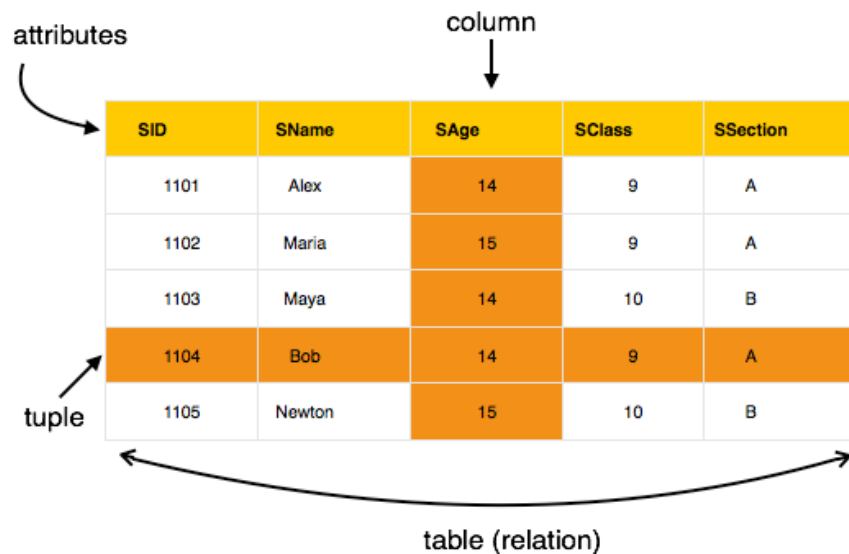 attributes
column
SID SName SAge SClass SSection
1101 Alex 14 9 A
1102 Maria 15 9 A
1103 Maya 14 10 B
1104 Bob 14 9 A
1105 Newton 15 10 B
tuple
table (relation)